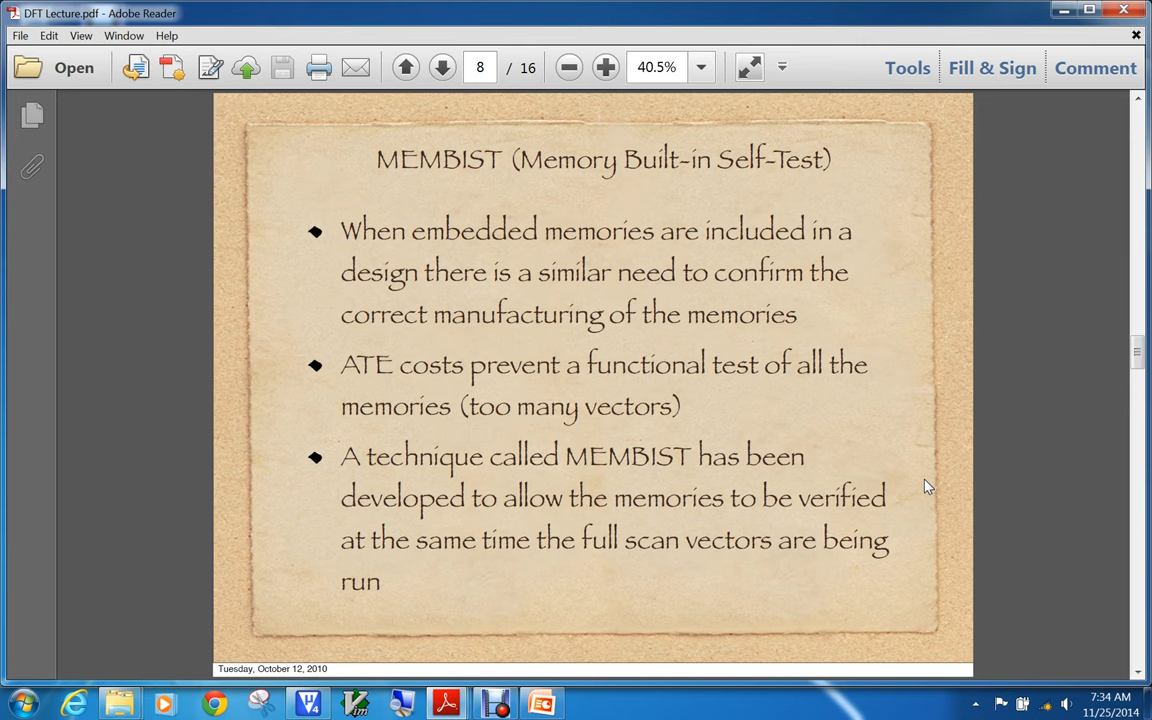 DFT Lecture.pdf - Adobe Reader
File Edit View Window Help
Open 8 / 16 40.5% Tools Fill & Sign Comment
MEMBIST (Memory Built-in Self-Test)
When embedded memories are included in a
design there is a similar need to confirm the
correct manufacturing of the memories
ATE costs prevent a functional test of all the
memories (too many vectors)
A technique called MEMBIST has been
developed to allow the memories to be verified
at the same time the full scan vectors are being
run
Tuesday, October 12, 2010
7:34 AM
11/25/2014